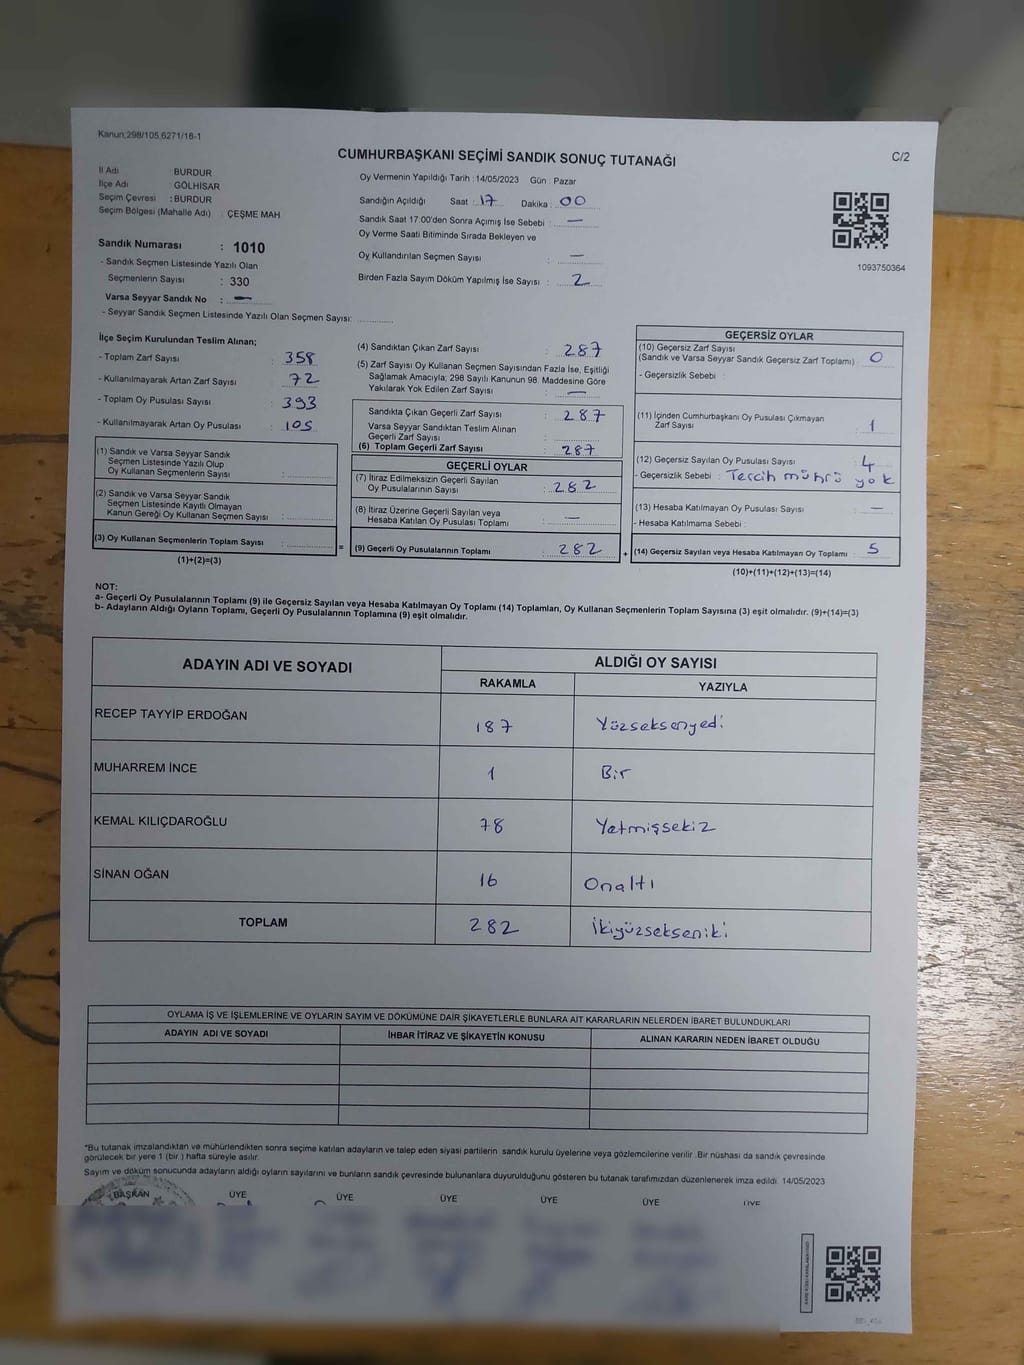 Kanun:298/105,6271/18-1
CUMHURBAŞKANI SEÇİMİ SANDIK SONUÇ TUTANAĞI
C/2
İl Adı : BURDUR
İlçe Adı : GÖLHİSAR
Seçim Çevresi : BURDUR
Seçim Bölgesi (Mahalle Adı) : ÇEŞME MAH
Sandık Numarası : 1010
- Sandık Seçmen Listesinde Yazılı Olan
Seçmenlerin Sayısı : 330
Varsa Seyyar Sandık No : —
- Seyyar Sandık Seçmen Listesinde Yazılı Olan Seçmen Sayısı:
Oy Vermenin Yapıldığı Tarih : 14/05/2023 Gün : Pazar
Sandığın Açıldığı Saat : 17 Dakika : 00
Sandık Saat 17:00'den Sonra Açımış İse Sebebi : —
Oy Verme Saati Bitiminde Sırada Bekleyen ve
Oy Kullandırılan Seçmen Sayısı : —
Birden Fazla Sayım Döküm Yapılmış İse Sayısı : 2
1093750364
İlçe Seçim Kurulundan Teslim Alınan;
- Toplam Zarf Sayısı : 358
- Kullanılmayarak Artan Zarf Sayısı : 72
- Toplam Oy Pusulası Sayısı : 393
- Kullanılmayarak Artan Oy Pusulası : 105
(1) Sandık ve Varsa Seyyar Sandık
Seçmen Listesinde Yazılı Olup
Oy Kullanan Seçmenlerin Sayısı :
(2) Sandık ve Varsa Seyyar Sandık
Seçmen Listesinde Kayıtlı Olmayan
Kanun Gereği Oy Kullanan Seçmen Sayısı :
(3) Oy Kullanan Seçmenlerin Toplam Sayısı :
(1)+(2)=(3)
(4) Sandıktan Çıkan Zarf Sayısı : 287
(5) Zarf Sayısı Oy Kullanan Seçmen Sayısından Fazla İse, Eşitliği
Sağlamak Amacıyla; 298 Sayılı Kanunun 98. Maddesine Göre
Yakılarak Yok Edilen Zarf Sayısı : —
Sandıkta Çıkan Geçerli Zarf Sayısı : 287
Varsa Seyyar Sandıktan Teslim Alınan
Geçerli Zarf Sayısı :
(6) Toplam Geçerli Zarf Sayısı : 287
GEÇERLİ OYLAR
(7) İtiraz Edilmeksizin Geçerli Sayılan
Oy Pusulalarının Sayısı : 282
(8) İtiraz Üzerine Geçerli Sayılan veya
Hesaba Katılan Oy Pusulası Toplamı : —
= (9) Geçerli Oy Pusulalarının Toplamı : 282 +
GEÇERSİZ OYLAR
(10) Geçersiz Zarf Sayısı
(Sandık ve Varsa Seyyar Sandık Geçersiz Zarf Toplamı) : 0
- Geçersizlik Sebebi :
(11) İçinden Cumhurbaşkanı Oy Pusulası Çıkmayan
Zarf Sayısı : 1
(12) Geçersiz Sayılan Oy Pusulası Sayısı : 4
- Geçersizlik Sebebi : Tercih mührü yok
(13) Hesaba Katılmayan Oy Pusulası Sayısı : —
- Hesaba Katılmama Sebebi :
(14) Geçersiz Sayılan veya Hesaba Katılmayan Oy Toplamı : 5
(10)+(11)+(12)+(13)=(14)
NOT:
a- Geçerli Oy Pusulalarının Toplamı (9) ile Geçersiz Sayılan veya Hesaba Katılmayan Oy Toplamı (14) Toplamları, Oy Kullanan Seçmenlerin Toplam Sayısına (3) eşit olmalıdır. (9)+(14)=(3)
b- Adayların Aldığı Oyların Toplamı, Geçerli Oy Pusulalarının Toplamına (9) eşit olmalıdır.
ADAYIN ADI VE SOYADI ALDIĞI OY SAYISI
RAKAMLA YAZIYLA
RECEP TAYYİP ERDOĞAN 187 Yüzseksenyedi
MUHARREM İNCE 1 Bir
KEMAL KILIÇDAROĞLU 78 Yetmişsekiz
SİNAN OĞAN 16 Onaltı
TOPLAM 282 İkiyüzsekseniki
OYLAMA İŞ VE İŞLEMLERİNE VE OYLARIN SAYIM VE DÖKÜMÜNE DAİR ŞİKAYETLERLE BUNLARA AİT KARARLARIN NELERDEN İBARET BULUNDUKLARI
ADAYIN ADI VE SOYADI İHBAR İTİRAZ VE ŞİKAYETİN KONUSU ALINAN KARARIN NEDEN İBARET OLDUĞU
*Bu tutanak imzalandıktan ve mühürlendikten sonra seçime katılan adayların ve talep eden siyasi partilerin sandık kurulu üyelerine veya gözlemcilerine verilir. Bir nüshası da sandık çevresinde
görülecek bir yere 1 (bir ) hafta süreyle asılır.
Sayım ve döküm sonucunda adayların aldığı oyların sayılarını ve bunların sandık çevresinde bulunanlara duyurulduğunu gösteren bu tutanak tarafımızdan düzenlenerek imza edildi. 14/05/2023
BAŞKAN ÜYE ÜYE ÜYE ÜYE ÜYE ÜYE